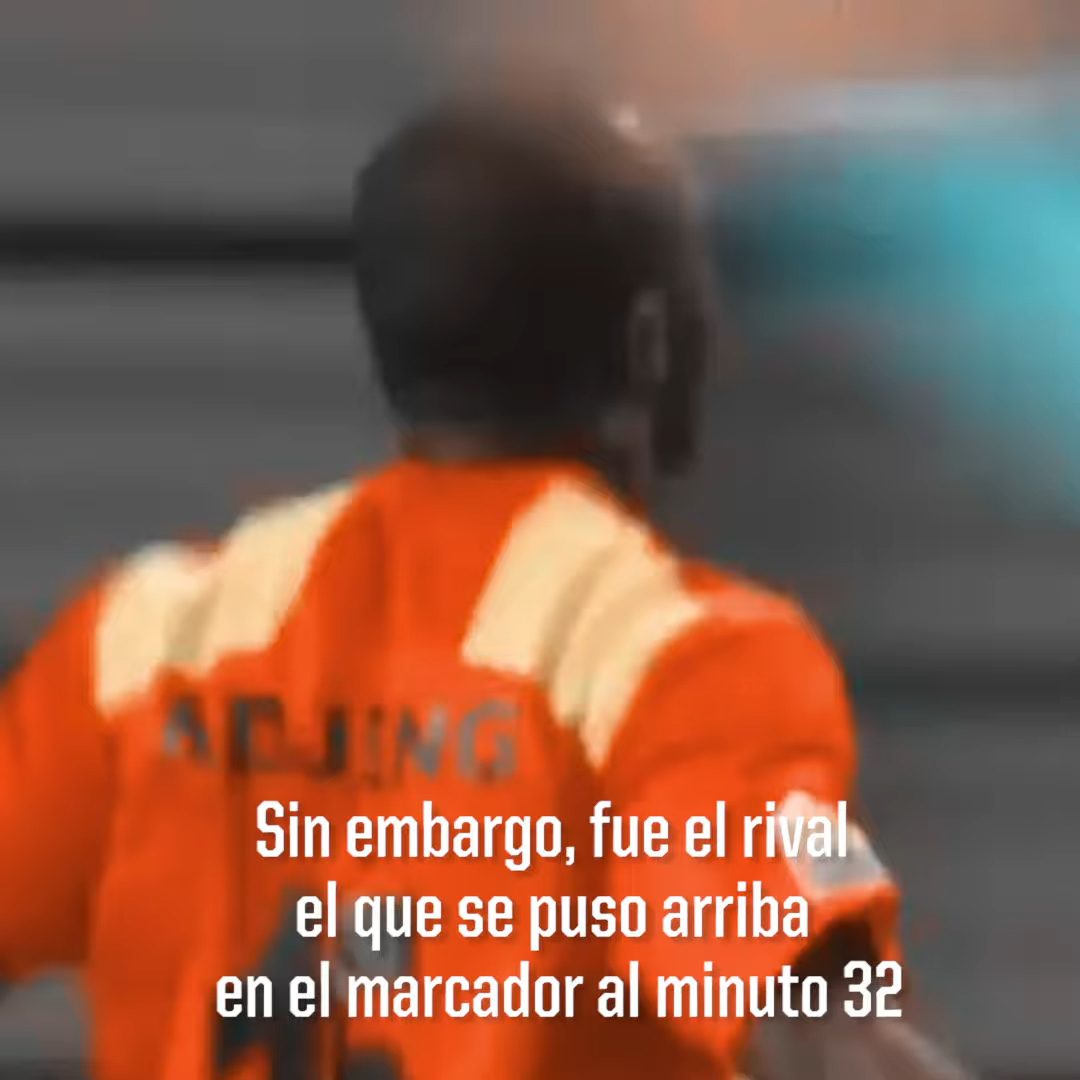 Sin embargo, fue el rival
el que se puso arriba
en el marcador al minuto 32